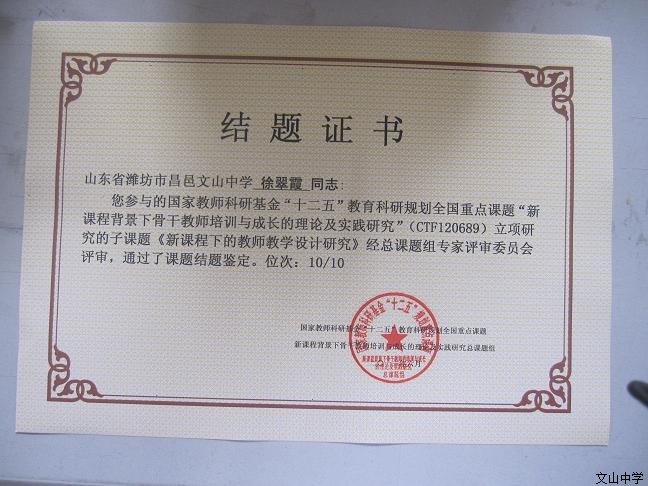 结题证书
山东省潍坊市昌邑文山中学 徐翠霞 同志：
您参与的国家教师科研基金“十二五”教育科研规划全国重点课题“新
课程背景下骨干教师培训与成长的理论及实践研究”（CTF120689）立项研
究的子课题《新课程下的教师教学设计研究》经总课题组专家评审委员会
评审，通过了课题结题鉴定。位次：10/10
国家教师科研基金“十二五”教育科研规划全国重点课题
新课程背景下骨干教师培训与成长的理论及实践研究总课题组
总课题组
文山中学